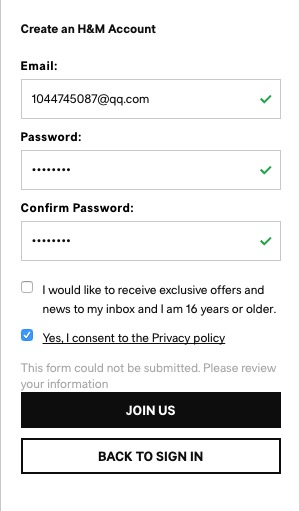 Create an H&M Account
Email:
1044745087@qq.com
Password:
••••••••
Confirm Password:
••••••••
I would like to receive exclusive offers and
news to my inbox and I am 16 years or older.
Yes, I consent to the Privacy policy
This form could not be submitted. Please review
your information
JOIN US
BACK TO SIGN IN